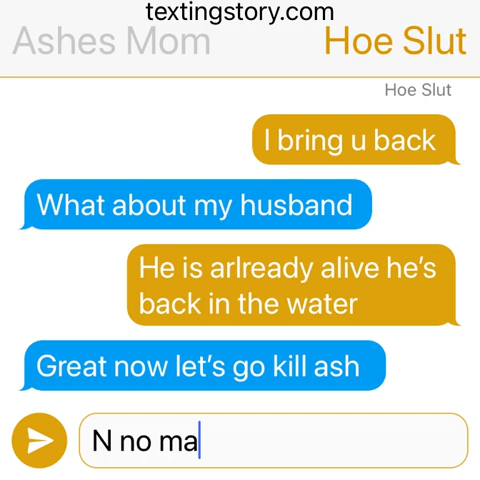 textingstory.com
Ashes Mom Hoe Slut
Hoe Slut
I bring u back
What about my husband
He is arlready alive he's
back in the water
Great now let's go kill ash
N no ma